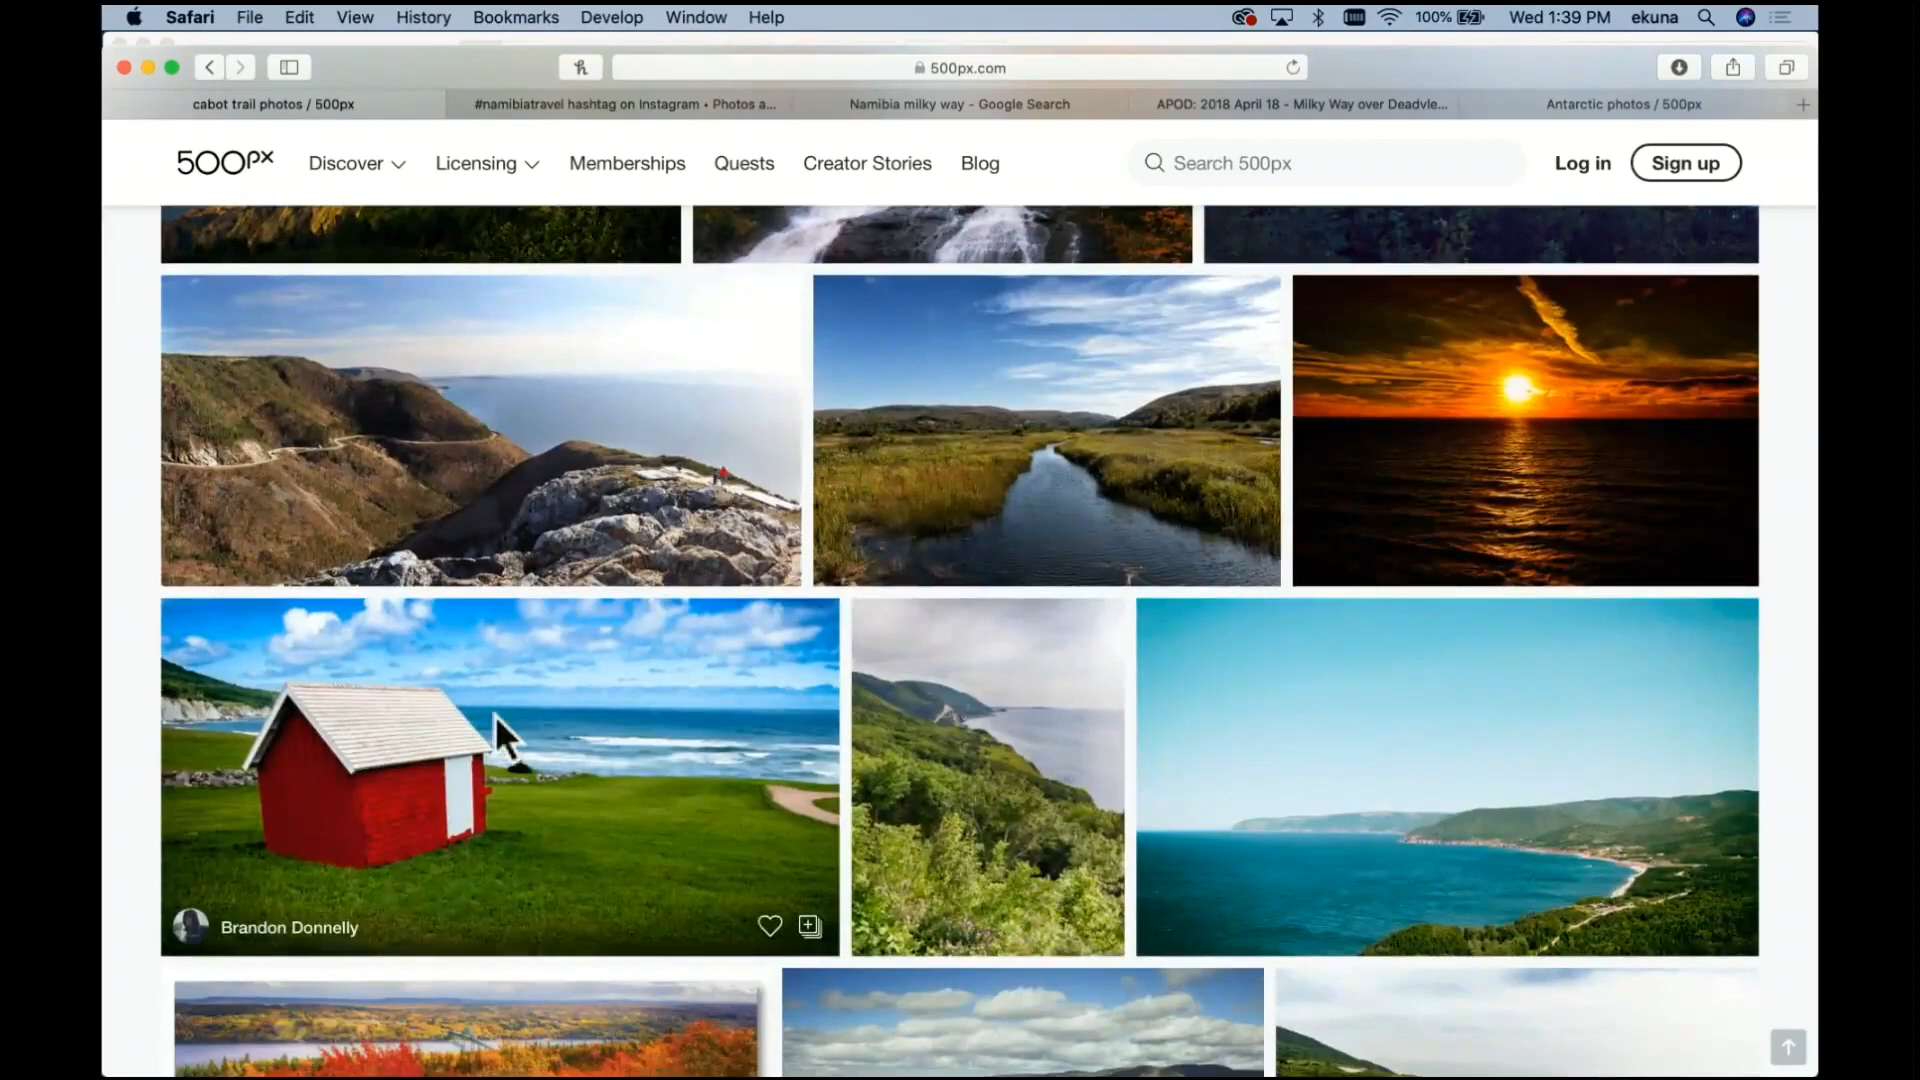 Safari File Edit View History Bookmarks Develop Window Help 100% Wed 1:39 PM ekuna
500px.com
cabot trail photos / 500px #namibiatravel hashtag on Instagram • Photos a... Namibia milky way - Google Search APOD: 2018 April 18 - Milky Way over Deadvle... Antarctic photos / 500px
500px Discover Licensing Memberships Quests Creator Stories Blog Search 500px Log in Sign up
Brandon Donnelly